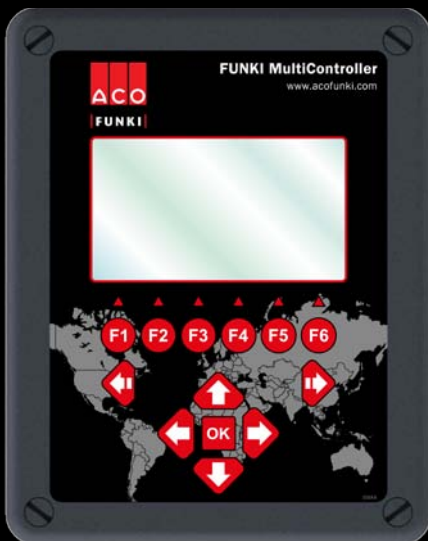 FUNKI MultiController
www.acofunki.com
ACO
FUNKI
F1 F2 F3 F4 F5 F6
OK